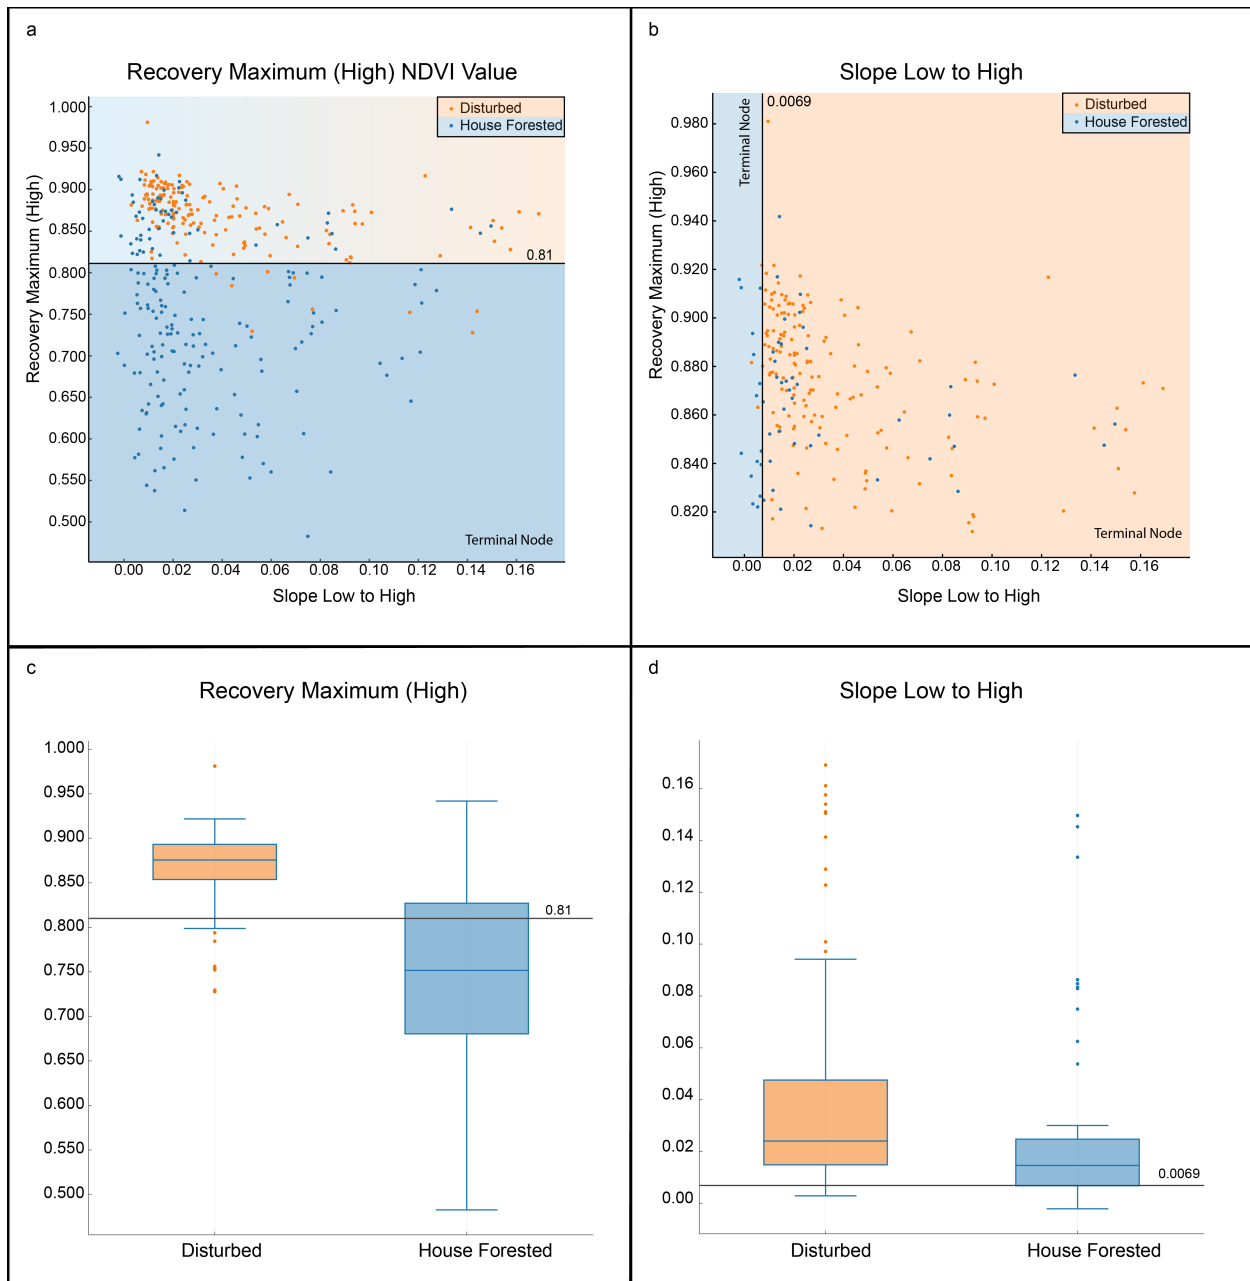 a
Recovery Maximum (High) NDVI Value
Recovery Maximum (High)
1.000
0.950
0.900
0.850
0.800
0.750
0.700
0.650
0.600
0.550
0.500
Disturbed
House Forested
0.81
Terminal Node
0.00 0.02 0.04 0.06 0.08 0.10 0.12 0.14 0.16
Slope Low to High
b
Slope Low to High
Recovery Maximum (High)
0.980
0.960
0.940
0.920
0.900
0.880
0.860
0.840
0.820
Terminal Node
0.0069
Disturbed
House Forested
Terminal Node
0.00 0.02 0.04 0.06 0.08 0.10 0.12 0.14 0.16
Slope Low to High
c
Recovery Maximum (High)
1.000
0.950
0.900
0.850
0.800
0.750
0.700
0.650
0.600
0.550
0.500
0.81
Disturbed House Forested
d
Slope Low to High
0.16
0.14
0.12
0.10
0.08
0.06
0.04
0.02
0.00
0.0069
Disturbed House Forested